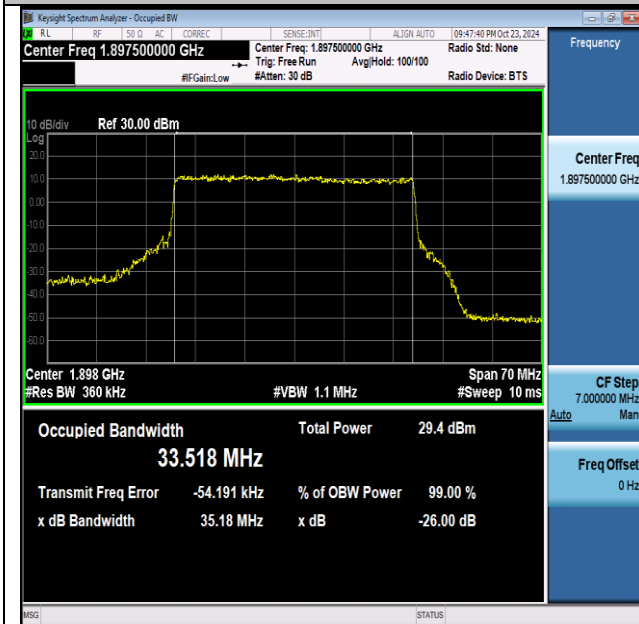 Keysight Spectrum Analyzer - Occupied BW
RL RF 50 Ω AC CORREC SENSE:INT ALIGN AUTO 09:47:40 PM Oct 23, 2024
Center Freq 1.897500000 GHz
Center Freq: 1.897500000 GHz Radio Std: None
Trig: Free Run Avg|Hold: 100/100
#IFGain:Low #Atten: 30 dB Radio Device: BTS
Frequency
10 dB/div Ref 30.00 dBm
Log
20.0
10.0
0.00
-10.0
-20.0
-30.0
-40.0
-50.0
-60.0
Center 1.898 GHz Span 70 MHz
#Res BW 360 kHz #VBW 1.1 MHz #Sweep 10 ms
Occupied Bandwidth Total Power 29.4 dBm
33.518 MHz
Transmit Freq Error -54.191 kHz % of OBW Power 99.00 %
x dB Bandwidth 35.18 MHz x dB -26.00 dB
Center Freq
1.897500000 GHz
CF Step
7.000000 MHz
Auto Man
Freq Offset
0 Hz
MSG STATUS